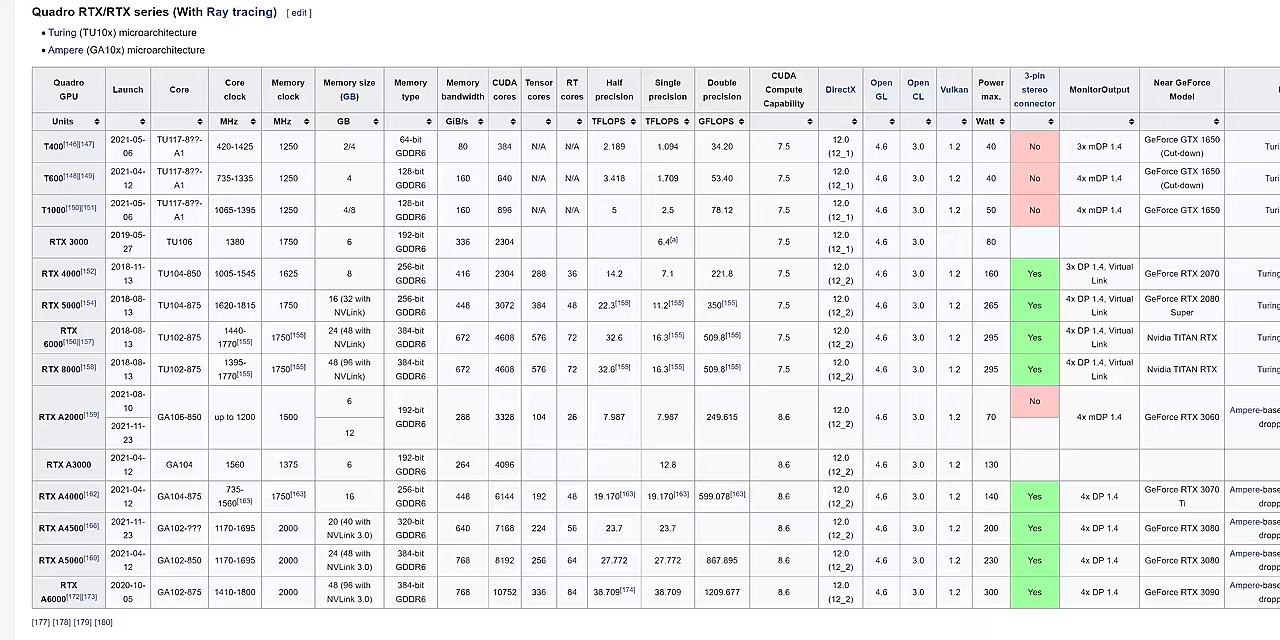 Quadro RTX/RTX series (With Ray tracing) [ edit ]
• Turing (TU10x) microarchitecture
• Ampere (GA10x) microarchitecture
Quadro GPU Launch Core Core clock Memory clock Memory size (GB) Memory type Memory bandwidth CUDA cores Tensor cores RT cores Half precision Single precision Double precision CUDA Compute Capability DirectX Open GL Open CL Vulkan Power max. 3-pin stereo connector MonitorOutput Near GeForce Model
Units MHz MHz GB GiB/s TFLOPS TFLOPS GFLOPS Watt
T400[146][147] 2021-05-06 TU117-8??-A1 420-1425 1250 2/4 64-bit GDDR6 80 384 N/A N/A 2.189 1.094 34.20 7.5 12.0 (12_1) 4.6 3.0 1.2 40 No 3x mDP 1.4 GeForce GTX 1650 (Cut-down) Turi
T600[148][149] 2021-04-12 TU117-8??-A1 735-1335 1250 4 128-bit GDDR6 160 640 N/A N/A 3.418 1.709 53.40 7.5 12.0 (12_1) 4.6 3.0 1.2 40 No 4x mDP 1.4 GeForce GTX 1650 (Cut-down) Turi
T1000[150][151] 2021-05-06 TU117-8??-A1 1065-1395 1250 4/8 128-bit GDDR6 160 896 N/A N/A 5 2.5 78.12 7.5 12.0 (12_1) 4.6 3.0 1.2 50 No 4x mDP 1.4 GeForce GTX 1650 Turi
RTX 3000 2019-05-27 TU106 1380 1750 6 192-bit GDDR6 336 2304 6.4[a] 7.5 12.0 (12_1) 4.6 3.0 1.2 80
RTX 4000[152] 2018-11-13 TU104-850 1005-1545 1625 8 256-bit GDDR6 416 2304 288 36 14.2 7.1 221.8 7.5 12.0 (12_2) 4.6 3.0 1.2 160 Yes 3x DP 1.4, Virtual Link GeForce RTX 2070 Turing
RTX 5000[154] 2018-08-13 TU104-875 1620-1815 1750 16 (32 with NVLink) 256-bit GDDR6 448 3072 384 48 22.3[155] 11.2[155] 350[155] 7.5 12.0 (12_2) 4.6 3.0 1.2 265 Yes 4x DP 1.4, Virtual Link GeForce RTX 2080 Super Turing
RTX 6000[156][157] 2018-08-13 TU102-875 1440-1770[155] 1750[155] 24 (48 with NVLink) 384-bit GDDR6 672 4608 576 72 32.6 16.3[155] 509.8[155] 7.5 12.0 (12_2) 4.6 3.0 1.2 295 Yes 4x DP 1.4, Virtual Link Nvidia TITAN RTX Turing
RTX 8000[158] 2018-08-13 TU102-875 1395-1770[155] 1750[155] 48 (96 with NVLink) 384-bit GDDR6 672 4608 576 72 32.6[155] 16.3[155] 509.8[155] 7.5 12.0 (12_2) 4.6 3.0 1.2 295 Yes 4x DP 1.4, Virtual Link Nvidia TITAN RTX Turing
RTX A2000[159] 2021-08-10 2021-11-23 GA106-850 up to 1200 1500 6 12 192-bit GDDR6 288 3328 104 26 7.987 7.987 249.615 8.6 12.0 (12_2) 4.6 3.0 1.2 70 No 4x mDP 1.4 GeForce RTX 3060 Ampere-base dropp
RTX A3000 2021-04-12 GA104 1560 1375 6 192-bit GDDR6 264 4096 12.8 8.6 12.0 (12_2) 4.6 3.0 1.2 130
RTX A4000[162] 2021-04-12 GA104-875 735-1560[163] 1750[163] 16 256-bit GDDR6 448 6144 192 48 19.170[163] 19.170[163] 599.078[163] 8.6 12.0 (12_2) 4.6 3.0 1.2 140 Yes 4x DP 1.4 GeForce RTX 3070 Ti Ampere-base dropp
RTX A4500[166] 2021-11-23 GA102-??? 1170-1695 2000 20 (40 with NVLink 3.0) 320-bit GDDR6 640 7168 224 56 23.7 23.7 8.6 12.0 (12_2) 4.6 3.0 1.2 200 Yes 4x DP 1.4 GeForce RTX 3080 Ampere-base dropp
RTX A5000[169] 2021-04-12 GA102-850 1170-1695 2000 24 (48 with NVLink 3.0) 384-bit GDDR6 768 8192 256 64 27.772 27.772 867.895 8.6 12.0 (12_2) 4.6 3.0 1.2 230 Yes 4x DP 1.4 GeForce RTX 3080 Ampere-base dropp
RTX A6000[172][173] 2020-10-05 GA102-875 1410-1800 2000 48 (96 with NVLink 3.0) 384-bit GDDR6 768 10752 336 84 38.709[174] 38.709 1209.677 8.6 12.0 (12_2) 4.6 3.0 1.2 300 Yes 4x DP 1.4 GeForce RTX 3090 Ampere-base dropp
[177] [178] [179] [180]